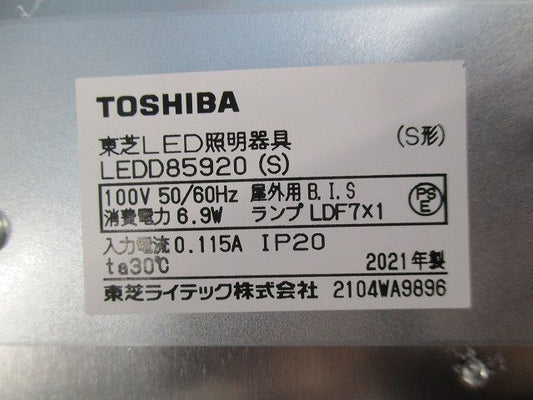 TOSHIBA
東芝LED照明器具 (S形)
LEDD85920 (S)
100V 50/60Hz 屋外用 B.I.S
消費電力 6.9W ランプ LDF7×1
PS
E
入力電流 0.115A IP20
ta30℃ 2021年製
東芝ライテック株式会社 2104WA9896